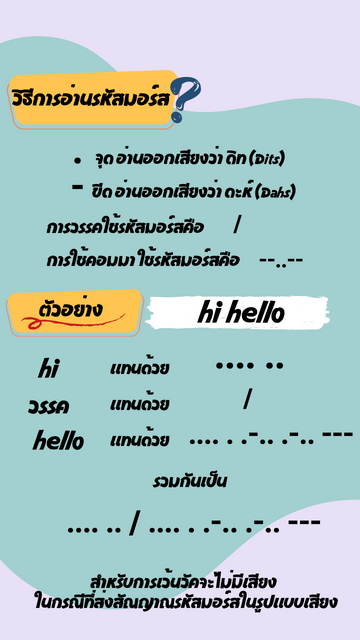 วิธีการอ่านรหัสมอร์ส?
. จุด อ่านออกเสียงว่า ดิท (Dits)
- ขีด อ่านออกเสียงว่า ดะห์ (Dahs)
การวรรคใช้รหัสมอร์สคือ /
การใช้คอมมา ใช้รหัสมอร์สคือ --..--
ตัวอย่าง hi hello
hi แทนด้วย .... ..
วรรค แทนด้วย /
hello แทนด้วย .... . .-.. .-.. ---
รวมกันเป็น
.... .. / .... . .-.. .-.. ---
สำหรับการเว้นวัคจะไม่มีเสียง
ในกรณีที่ส่งสัญญาณรหัสมอร์สในรูปแบบเสียง